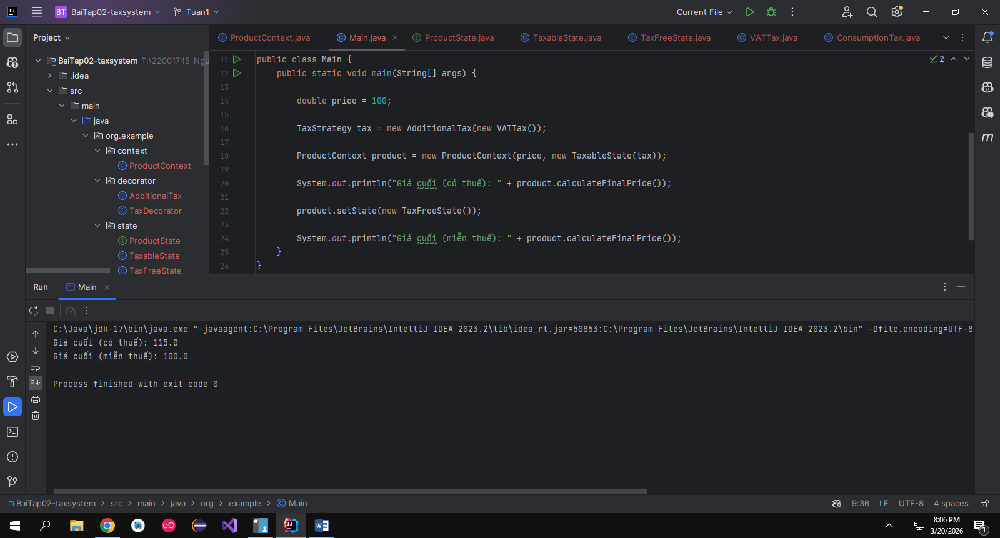 BT BaiTap02-taxsystem Tuan1 Current File
Project
BaiTap02-taxsystem T:\22001745_Ngu
.idea
src
main
java
org.example
context
ProductContext
decorator
AdditionalTax
TaxDecorator
state
ProductState
TaxableState
TaxFreeState
ProductContext.java Main.java ProductState.java TaxableState.java TaxFreeState.java VATTax.java ConsumptionTax.java
2
11 public class Main {
12 public static void main(String[] args) {
13
14 double price = 100;
15
16 TaxStrategy tax = new AdditionalTax(new VATTax());
17
18 ProductContext product = new ProductContext(price, new TaxableState(tax));
19
20 System.out.println("Giá cuối (có thuế): " + product.calculateFinalPrice());
21
22 product.setState(new TaxFreeState());
23
24 System.out.println("Giá cuối (miễn thuế): " + product.calculateFinalPrice());
25 }
26 }
Run Main
C:\Java\jdk-17\bin\java.exe "-javaagent:C:\Program Files\JetBrains\IntelliJ IDEA 2023.2\lib\idea_rt.jar=50853:C:\Program Files\JetBrains\IntelliJ IDEA 2023.2\bin" -Dfile.encoding=UTF-8
Giá cuối (có thuế): 115.0
Giá cuối (miễn thuế): 100.0
Process finished with exit code 0
BaiTap02-taxsystem > src > main > java > org > example > Main 9:36 LF UTF-8 4 spaces
8:06 PM
3/20/2026
1